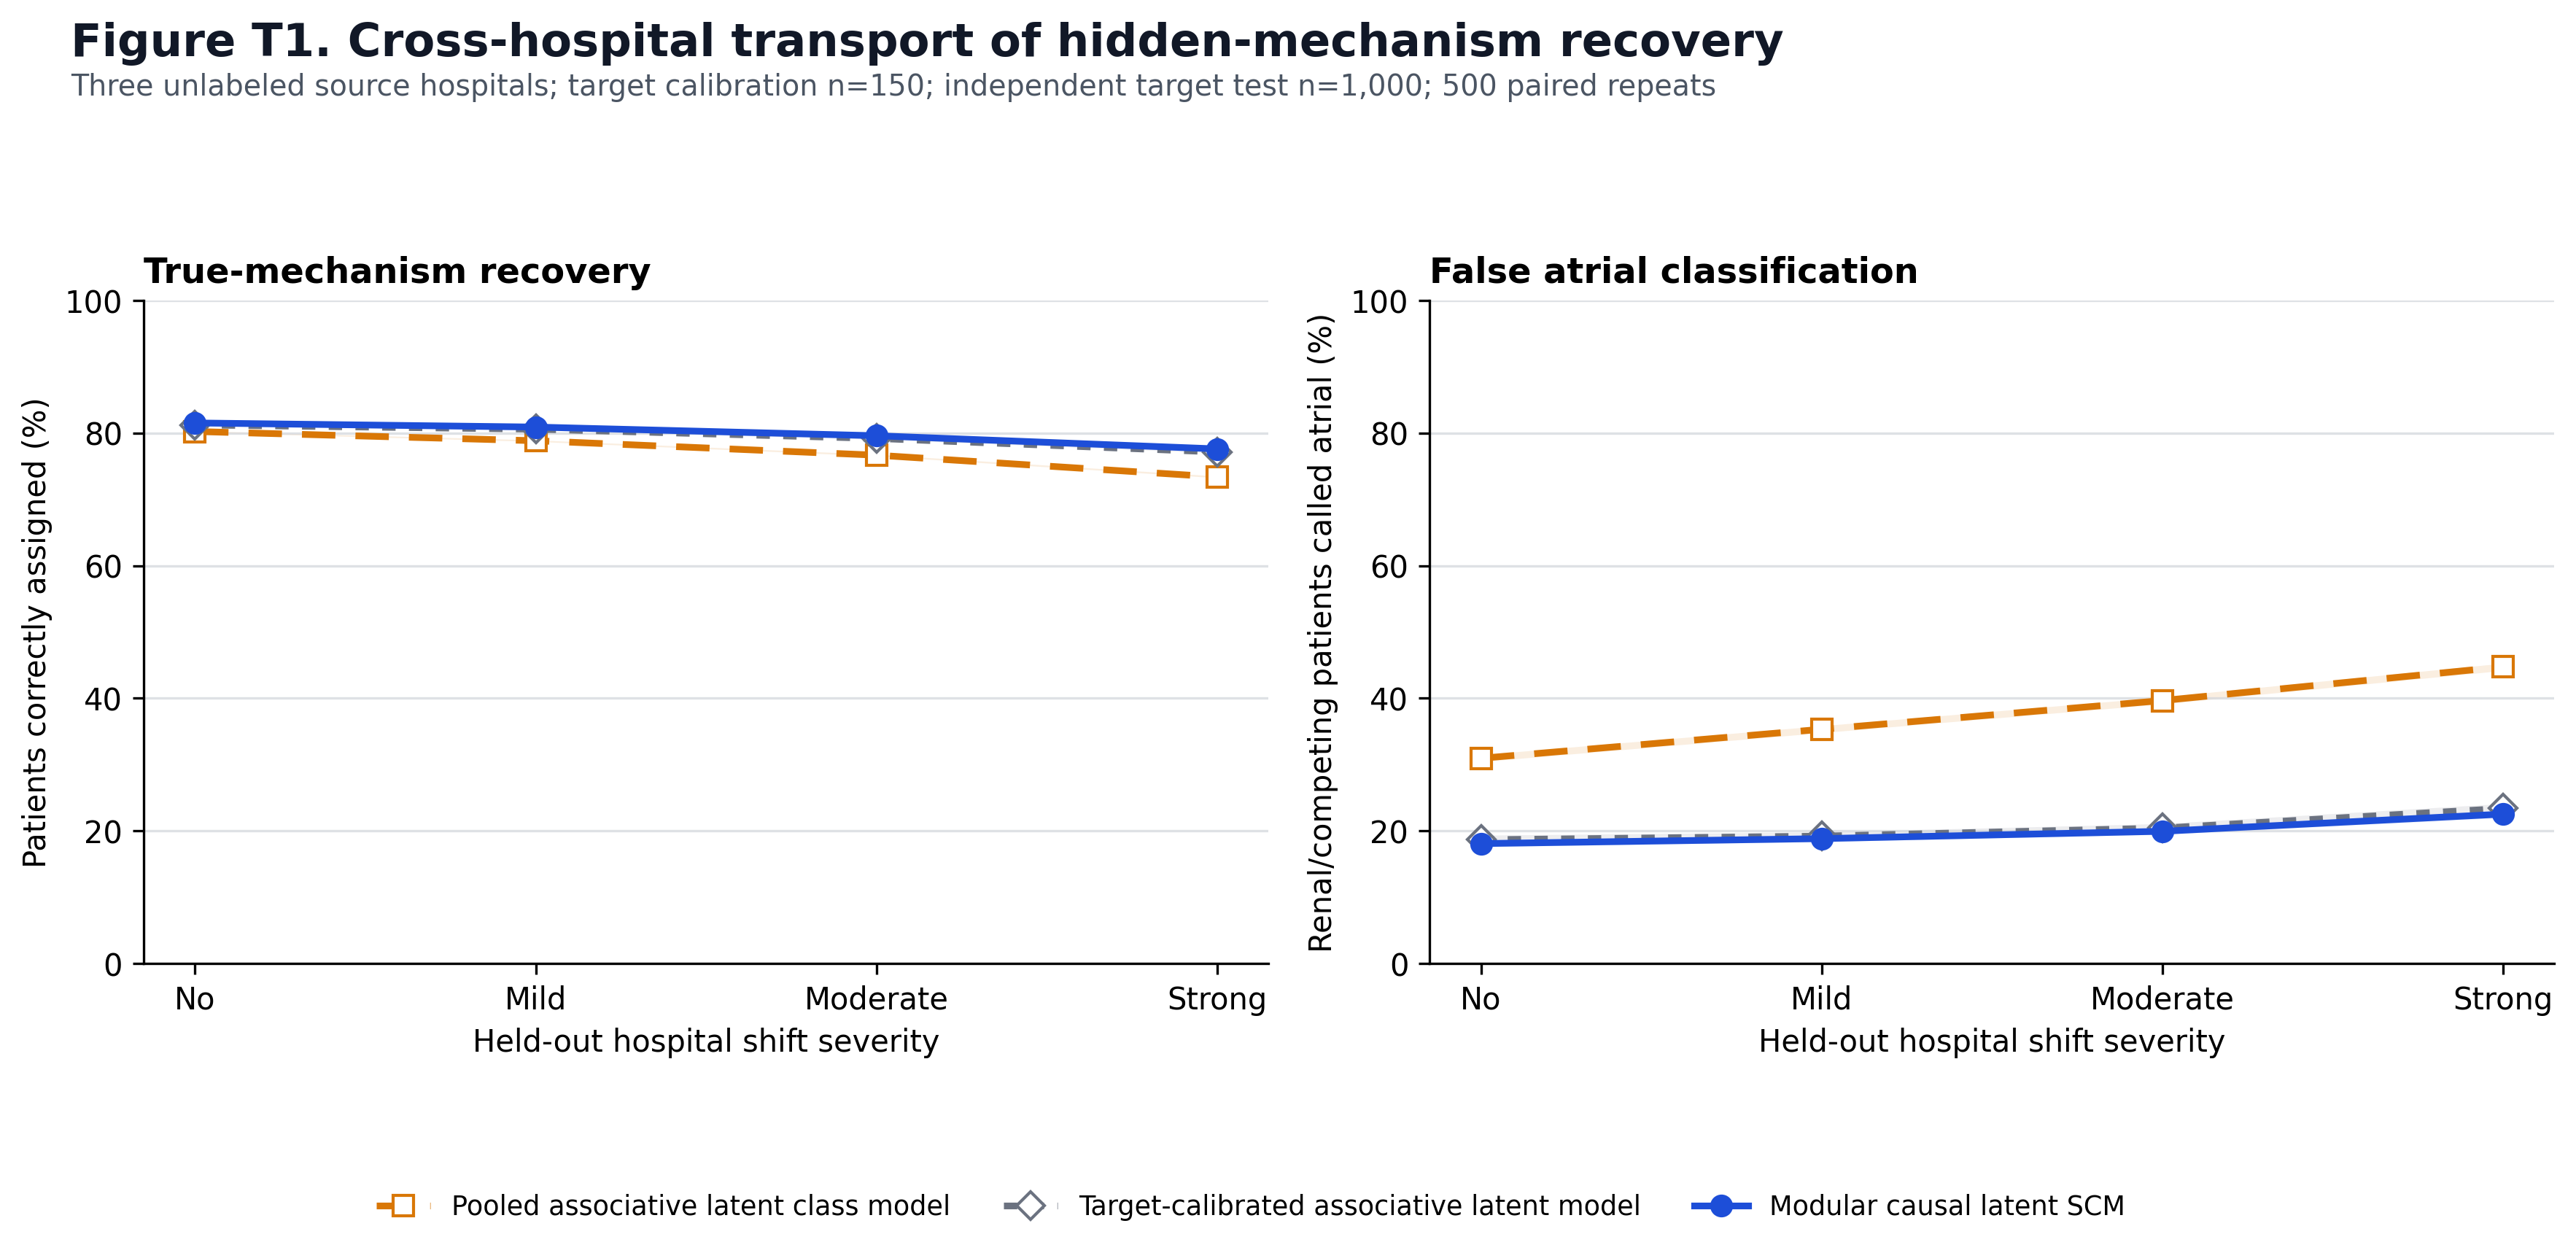 Figure T1. Cross-hospital transport of hidden-mechanism recovery
Three unlabeled source hospitals; target calibration n=150; independent target test n=1,000; 500 paired repeats
True-mechanism recovery
Patients correctly assigned (%)
100
80
60
40
20
0
No
Mild
Moderate
Strong
Held-out hospital shift severity
False atrial classification
Renal/competing patients called atrial (%)
100
80
60
40
20
0
No
Mild
Moderate
Strong
Held-out hospital shift severity
Pooled associative latent class model
Target-calibrated associative latent model
Modular causal latent SCM